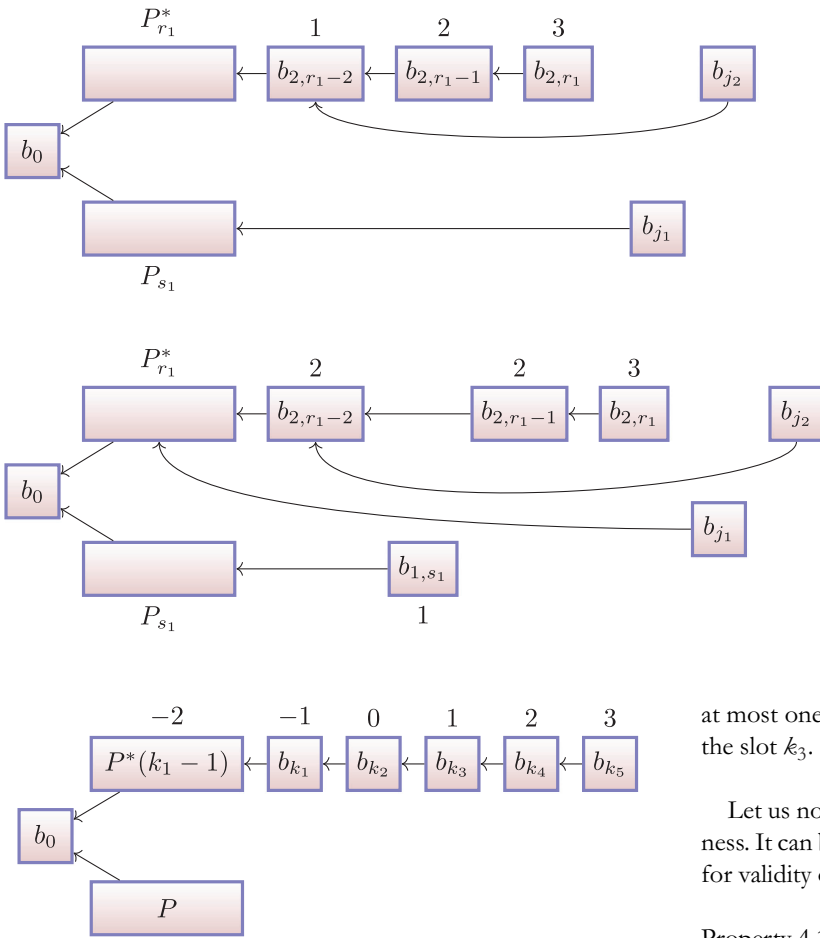 P*_{r_1}
1 2 3
b_{2,r_1−2} b_{2,r_1−1} b_{2,r_1} b_{j_2}
b_0
b_{j_1}
P_{s_1}
P*_{r_1}
2 2 3
b_{2,r_1−2} b_{2,r_1−1} b_{2,r_1} b_{j_2}
b_0
b_{j_1}
b_{1,s_1}
P_{s_1} 1
−2 −1 0 1 2 3
P*(k_1 − 1) b_{k_1} b_{k_2} b_{k_3} b_{k_4} b_{k_5}
b_0
P
at most one
the slot k_3.
Let us no
ness. It can b
for validity